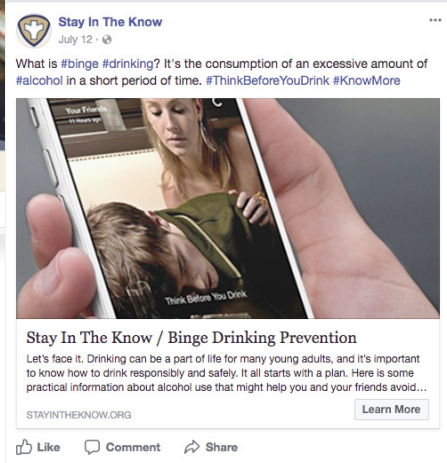 Stay In The Know
July 12 ·
What is #binge #drinking? It's the consumption of an excessive amount of
#alcohol in a short period of time. #ThinkBeforeYouDrink #KnowMore
Your Friends
11 Hours ago
Think Before You Drink
Stay In The Know / Binge Drinking Prevention
Let's face it. Drinking can be a part of life for many young adults, and it's important
to know how to drink responsibly and safely. It all starts with a plan. Here is some
practical information about alcohol use that might help you and your friends avoid...
STAYINTHEKNOW.ORG
Learn More
Like Comment Share